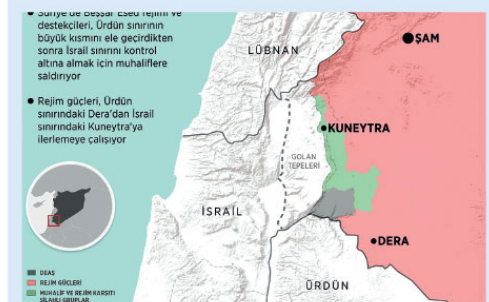 ● Suriye'de Beşşar Esed rejimi ve
destekçileri, Ürdün sınırının
büyük kısmını ele geçirdikten
sonra İsrail sınırını kontrol
altına almak için muhaliflere
saldırıyor
● Rejim güçleri, Ürdün
sınırındaki Dera'dan İsrail
sınırındaki Kuneytra'ya
ilerlemeye çalışıyor
LÜBNAN
ŞAM
KUNEYTRA
GOLAN
TEPELERİ
İSRAİL
DERA
ÜRDÜN
DEAŞ
REJİM GÜÇLERİ
MUHALİF VE REJİM KARŞITI
SİLAHLI GRUPLAR